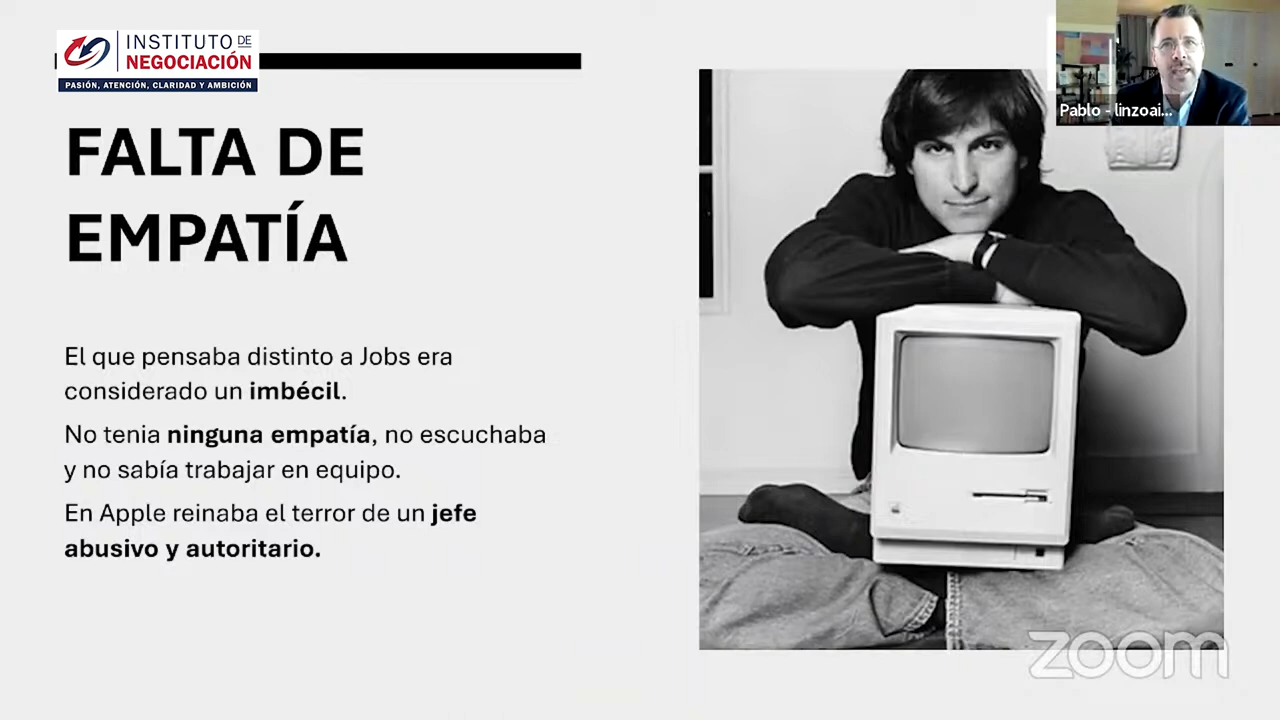 INSTITUTO DE
NEGOCIACIÓN
PASIÓN, ATENCIÓN, CLARIDAD Y AMBICIÓN
Pablo - linzoai...
FALTA DE
EMPATÍA
El que pensaba distinto a Jobs era
considerado un imbécil.
No tenia ninguna empatía, no escuchaba
y no sabía trabajar en equipo.
En Apple reinaba el terror de un jefe
abusivo y autoritario.
zoom